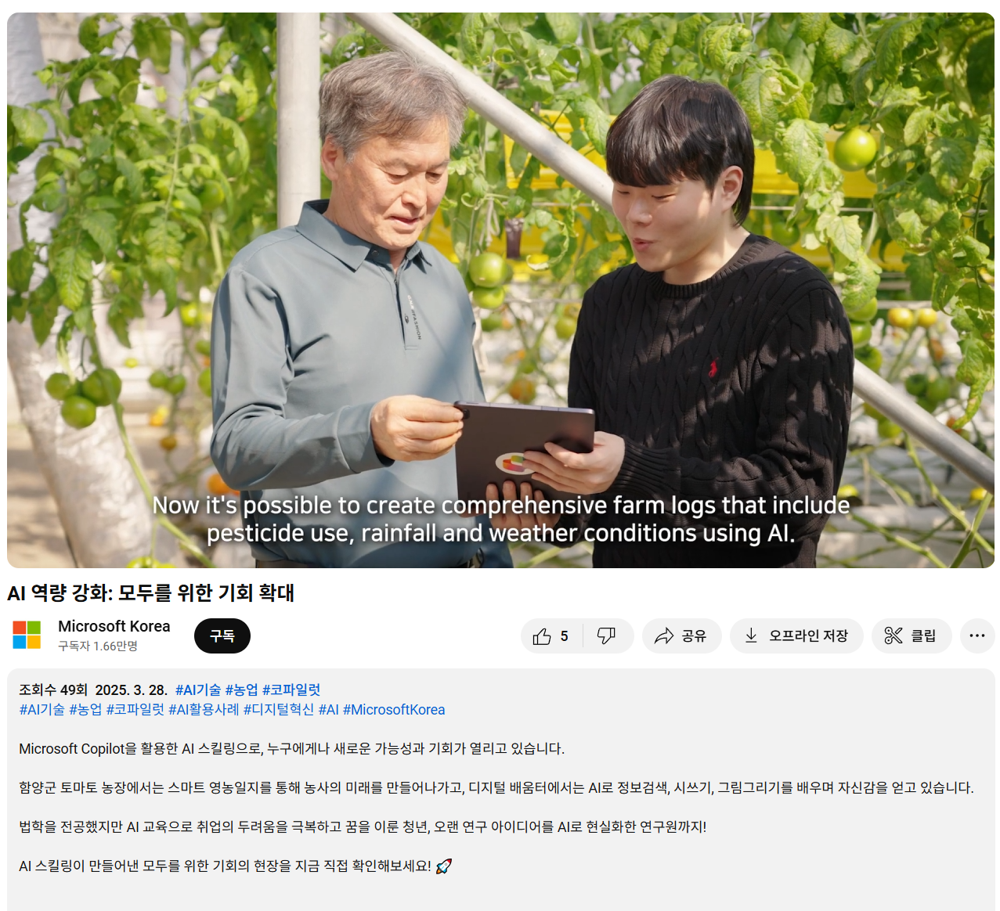 Now it's possible to create comprehensive farm logs that include
pesticide use, rainfall and weather conditions using AI.
AI 역량 강화: 모두를 위한 기회 확대
Microsoft Korea
구독자 1.66만명
구독
5
공유
오프라인 저장
클립
조회수 49회 2025. 3. 28. #AI기술 #농업 #코파일럿
#AI기술 #농업 #코파일럿 #AI활용사례 #디지털혁신 #AI #MicrosoftKorea
Microsoft Copilot을 활용한 AI 스킬링으로, 누구에게나 새로운 가능성과 기회가 열리고 있습니다.
함양군 토마토 농장에서는 스마트 영농일지를 통해 농사의 미래를 만들어나가고, 디지털 배움터에서는 AI로 정보검색, 시쓰기, 그림그리기를 배우며 자신감을 얻고 있습니다.
법학을 전공했지만 AI 교육으로 취업의 두려움을 극복하고 꿈을 이룬 청년, 오랜 연구 아이디어를 AI로 현실화한 연구원까지!
AI 스킬링이 만들어낸 모두를 위한 기회의 현장을 지금 직접 확인해보세요! 🚀